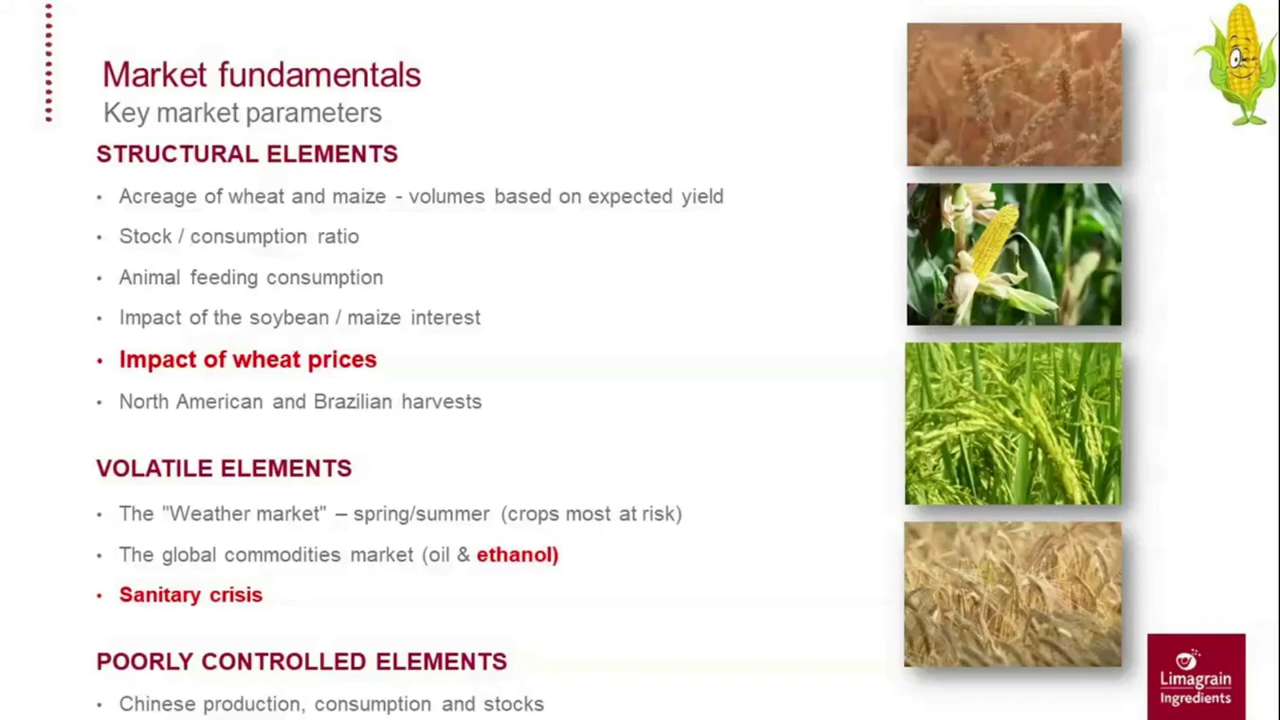 Market fundamentals
Key market parameters
STRUCTURAL ELEMENTS
• Acreage of wheat and maize - volumes based on expected yield
• Stock / consumption ratio
• Animal feeding consumption
• Impact of the soybean / maize interest
• Impact of wheat prices
• North American and Brazilian harvests
VOLATILE ELEMENTS
• The "Weather market" – spring/summer (crops most at risk)
• The global commodities market (oil & ethanol)
• Sanitary crisis
POORLY CONTROLLED ELEMENTS
• Chinese production, consumption and stocks
Limagrain
Ingredients